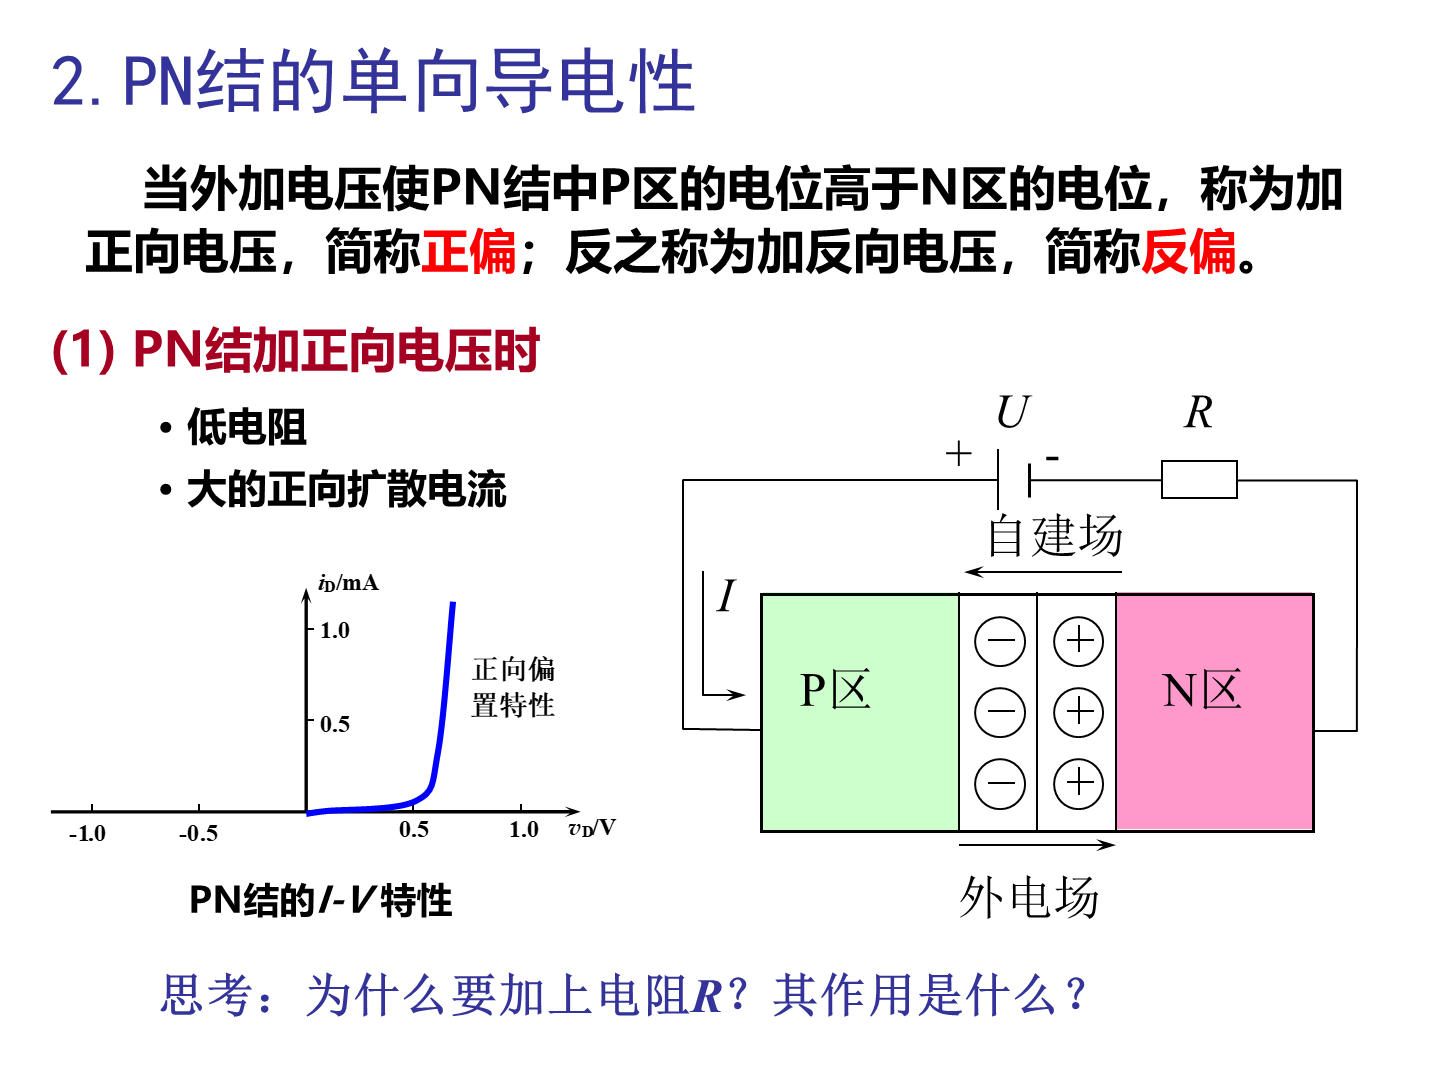 2.PN结的单向导电性
当外加电压使PN结中P区的电位高于N区的电位，称为加
正向电压，简称正偏；反之称为加反向电压，简称反偏。
(1) PN结加正向电压时
• 低电阻
• 大的正向扩散电流
iD/mA
1.0
0.5
正向偏
置特性
-1.0
-0.5
0.5
1.0
vD/V
PN结的I-V特性
U
R
+
-
自建场
I
P区
− +
− +
− +
N区
外电场
思考：为什么要加上电阻R？其作用是什么？